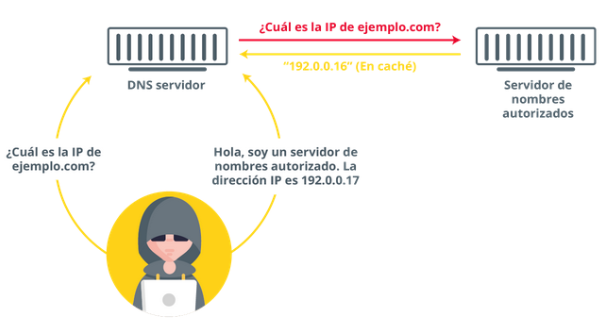 ¿Cuál es la IP de ejemplo.com?
"192.0.0.16" (En caché)
DNS servidor
Servidor de
nombres
autorizados
¿Cuál es la IP de
ejemplo.com?
Hola, soy un servidor de
nombres autorizado. La
dirección IP es 192.0.0.17